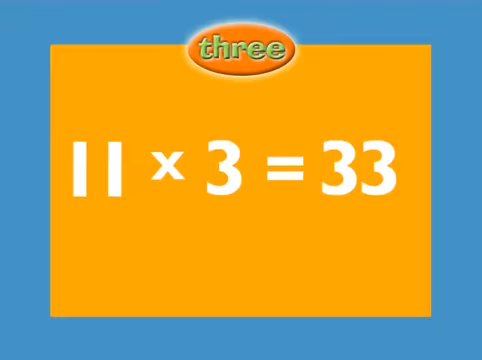 three
11 x 3 = 33